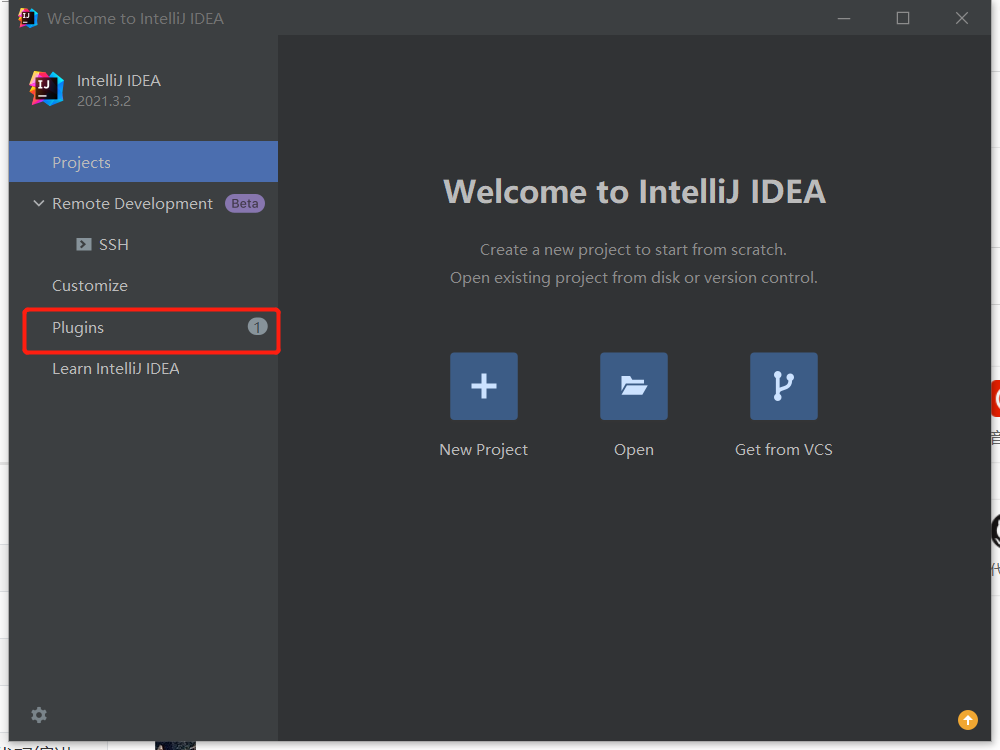 Welcome to IntelliJ IDEA
IntelliJ IDEA
2021.3.2
Projects
Remote Development Beta
SSH
Customize
Plugins 1
Learn IntelliJ IDEA
Welcome to IntelliJ IDEA
Create a new project to start from scratch.
Open existing project from disk or version control.
New Project
Open
Get from VCS